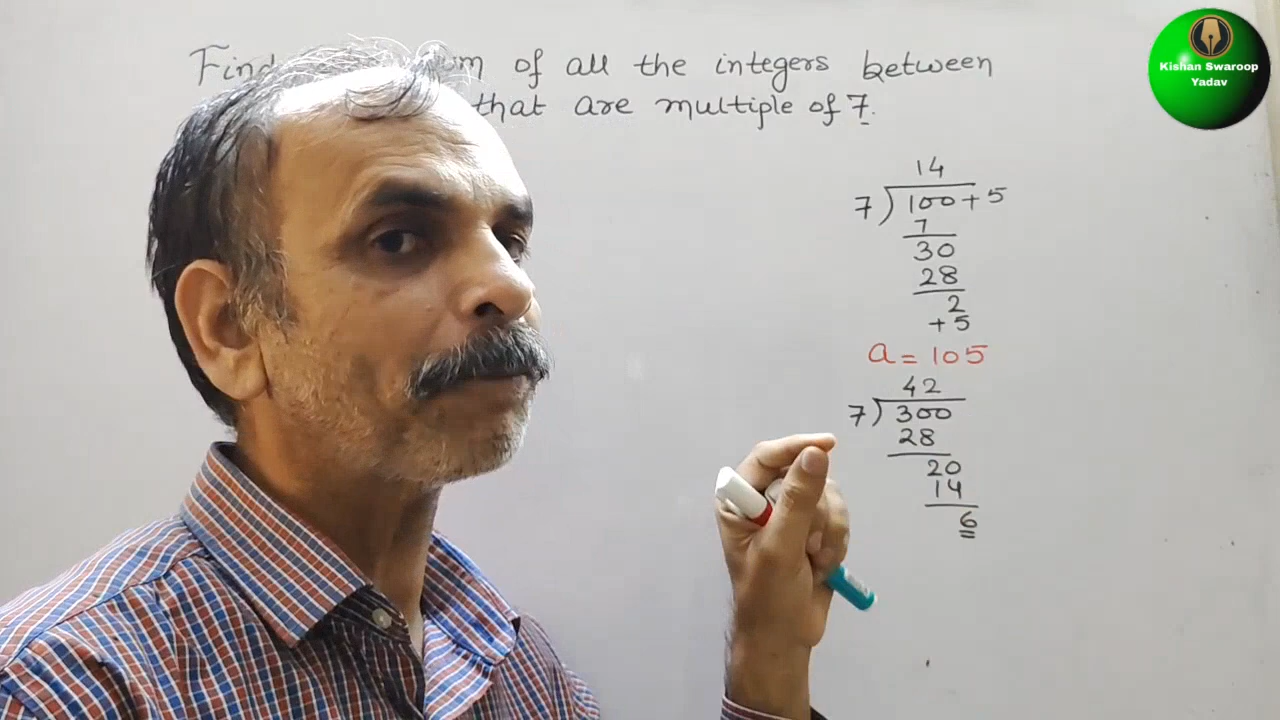 Find um of all the integers between
that are multiple of 7.
Kishan Swaroop
Yadav
14
7 ) 100 + 5
7
30
28
2
+ 5
a = 105
42
7 ) 300
28
20
14
6